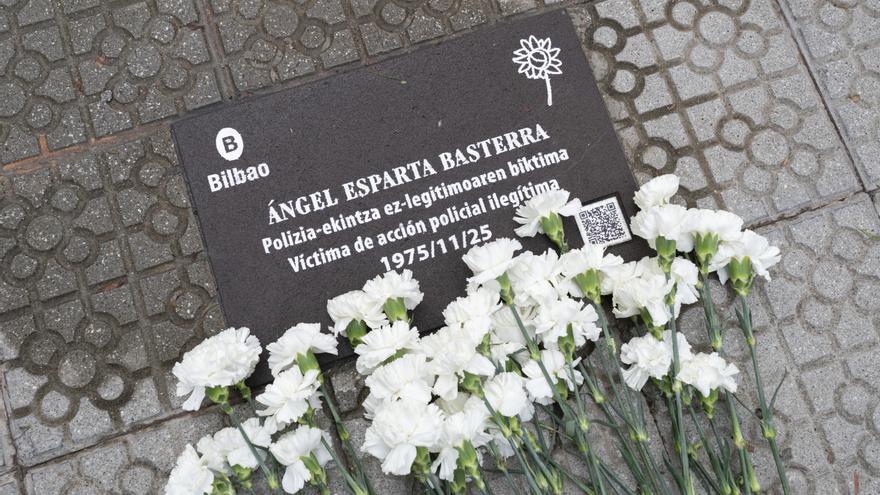 B
Bilbao
ÁNGEL ESPARTA BASTERRA
Polizia-ekintza ez-legitimoaren biktima
Víctima de acción policial ilegítima
1975/11/25